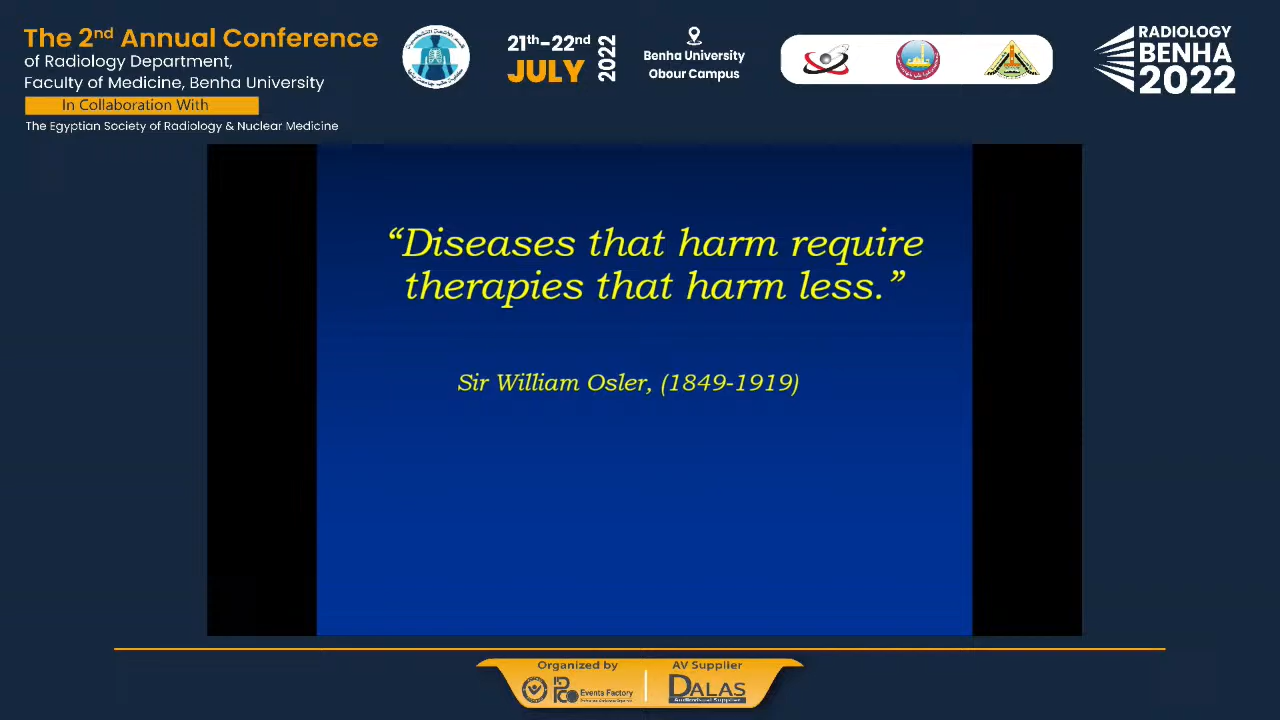 The 2nd Annual Conference
of Radiology Department,
Faculty of Medicine, Benha University
In Collaboration With
The Egyptian Society of Radiology & Nuclear Medicine
21th-22nd
JULY
2022
Benha University
Obour Campus
RADIOLOGY
BENHA
2022
“Diseases that harm require
therapies that harm less.”
Sir William Osler, (1849-1919)
Organized by
Events Factory
AV Supplier
DALAS